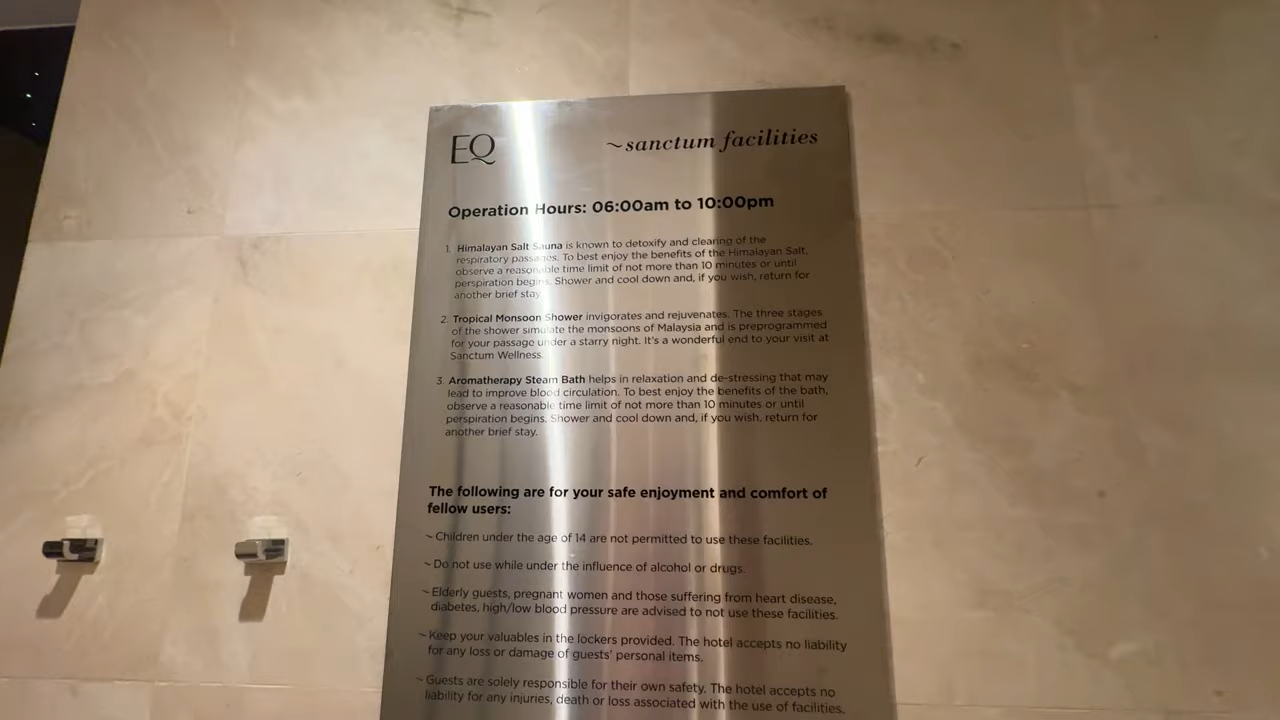 EQ
~sanctum facilities
Operation Hours: 06:00am to 10:00pm
1. Himalayan Salt Sauna is known to detoxify and clearing of the
respiratory passages. To best enjoy the benefits of the Himalayan Salt,
observe a reasonable time limit of not more than 10 minutes or until
perspiration begins. Shower and cool down and, if you wish, return for
another brief stay.
2. Tropical Monsoon Shower invigorates and rejuvenates. The three stages
of the shower simulate the monsoons of Malaysia and is preprogrammed
for your passage under a starry night. It's a wonderful end to your visit at
Sanctum Wellness.
3. Aromatherapy Steam Bath helps in relaxation and de-stressing that may
lead to improve blood circulation. To best enjoy the benefits of the bath,
observe a reasonable time limit of not more than 10 minutes or until
perspiration begins. Shower and cool down and, if you wish, return for
another brief stay.
The following are for your safe enjoyment and comfort of
fellow users:
~ Children under the age of 14 are not permitted to use these facilities.
~ Do not use while under the influence of alcohol or drugs.
~ Elderly guests, pregnant women and those suffering from heart disease,
diabetes, high/low blood pressure are advised to not use these facilities.
~ Keep your valuables in the lockers provided. The hotel accepts no liability
for any loss or damage of guests' personal items.
~ Guests are solely responsible for their own safety. The hotel accepts no
liability for any injuries, death or loss associated with the use of facilities.